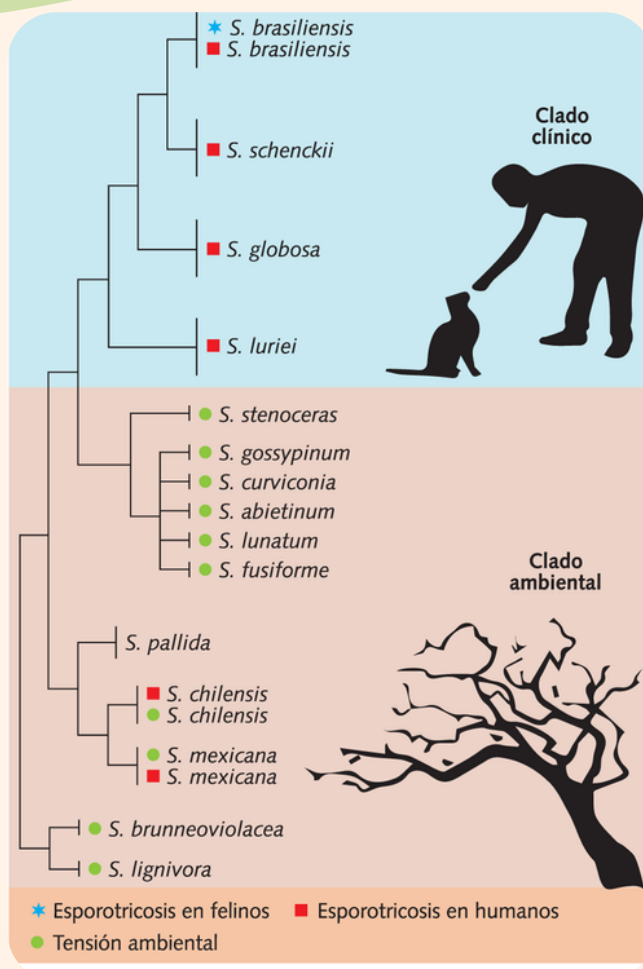 S. brasiliensis
S. brasiliensis
Clado
clínico
S. schenckii
S. globosa
S. luriei
S. stenoceras
S. gossypinum
S. curviconia
S. abietinum
S. lunatum
S. fusiforme
Clado
ambiental
S. pallida
S. chilensis
S. chilensis
S. mexicana
S. mexicana
S. brunneoviolacea
S. lignivora
Esporotricosis en felinos
Esporotricosis en humanos
Tensión ambiental